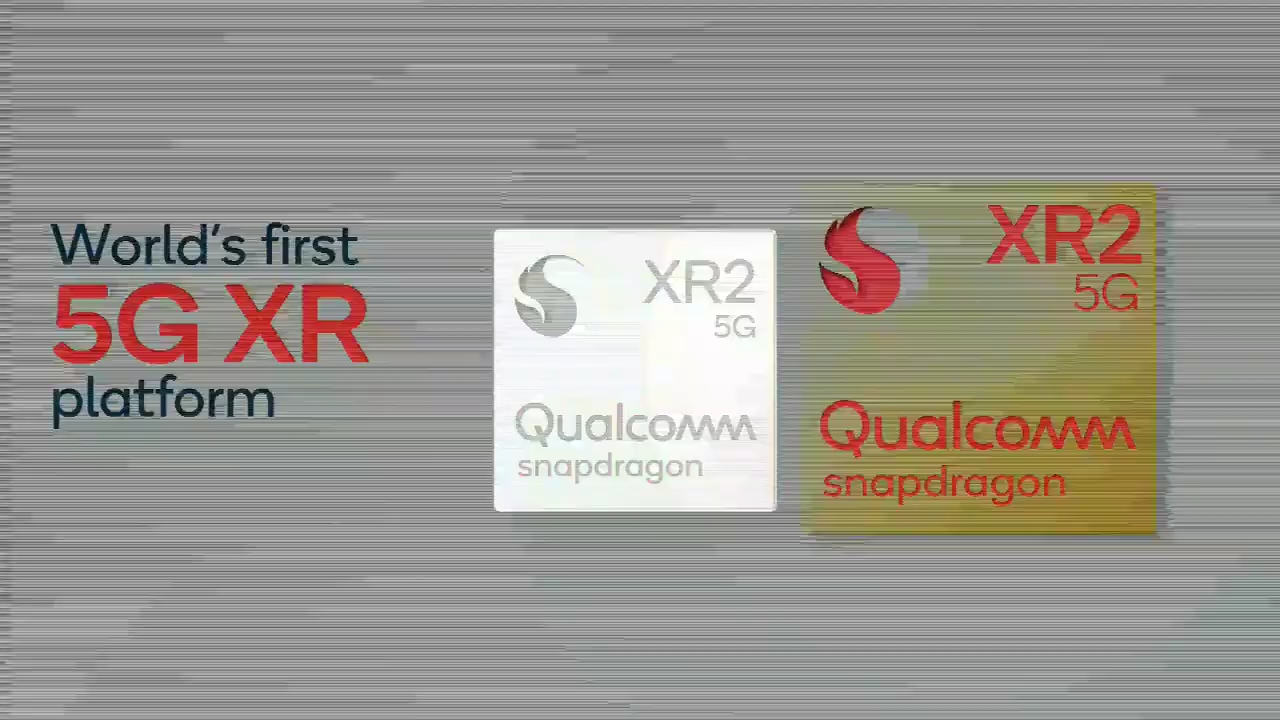 World's first
5G XR
platform
XR2
5G
Qualcomm
snapdragon
XR2
5G
Qualcomm
snapdragon